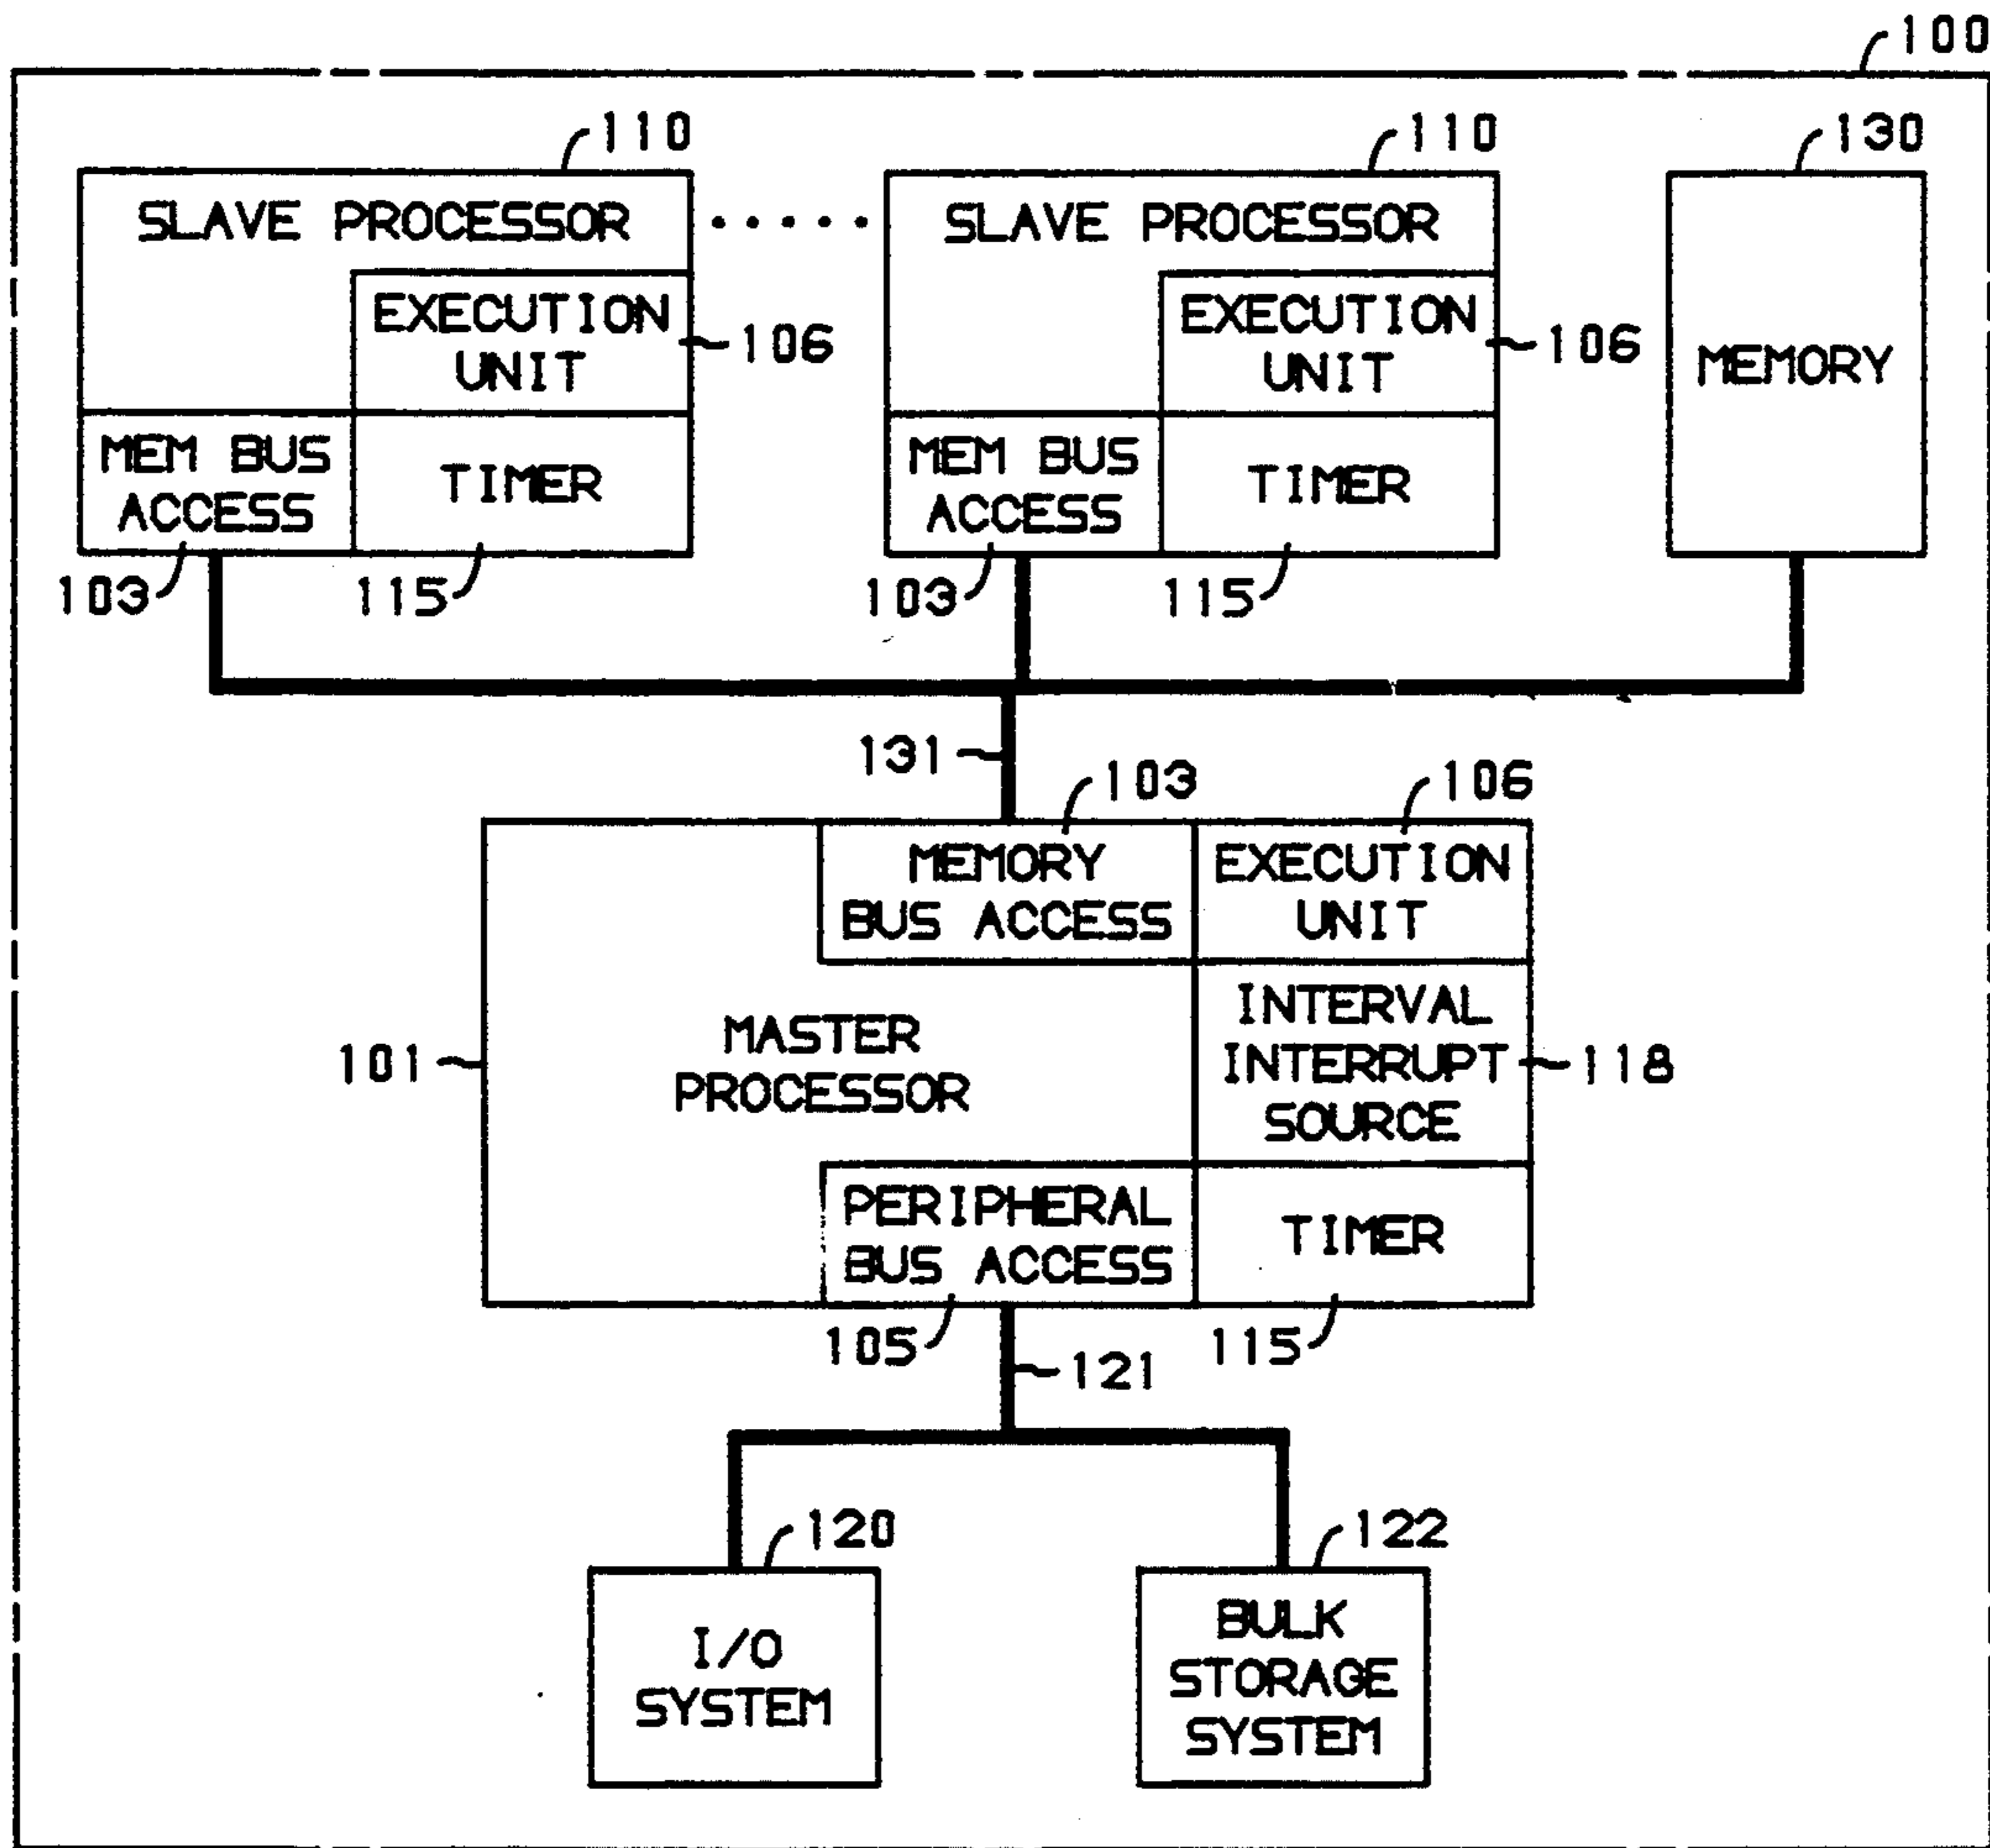 100
110
110
130
SLAVE PROCESSOR
EXECUTION
UNIT
106
MEM BUS
ACCESS
TIMER
103
115
SLAVE PROCESSOR
EXECUTION
UNIT
106
MEM BUS
ACCESS
TIMER
103
115
MEMORY
131
103
106
MEMORY
BUS ACCESS
EXECUTION
UNIT
101
MASTER
PROCESSOR
INTERVAL
INTERRUPT
SOURCE
118
PERIPHERAL
BUS ACCESS
TIMER
105
115
121
120
122
I/O
SYSTEM
BULK
STORAGE
SYSTEM